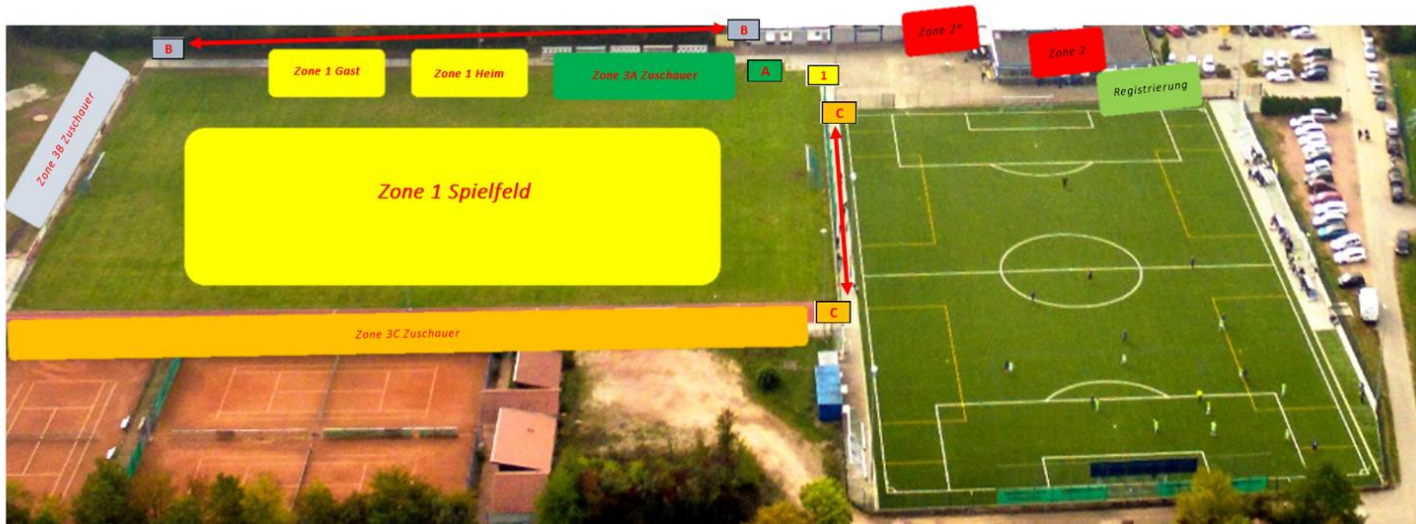 B
B
Zone 2*
Zone 2
Zone 1 Gast
Zone 1 Heim
Zone 3A Zuschauer
A
1
Registrierung
C
Zone 3B Zuschauer
Zone 1 Spielfeld
C
Zone 3C Zuschauer